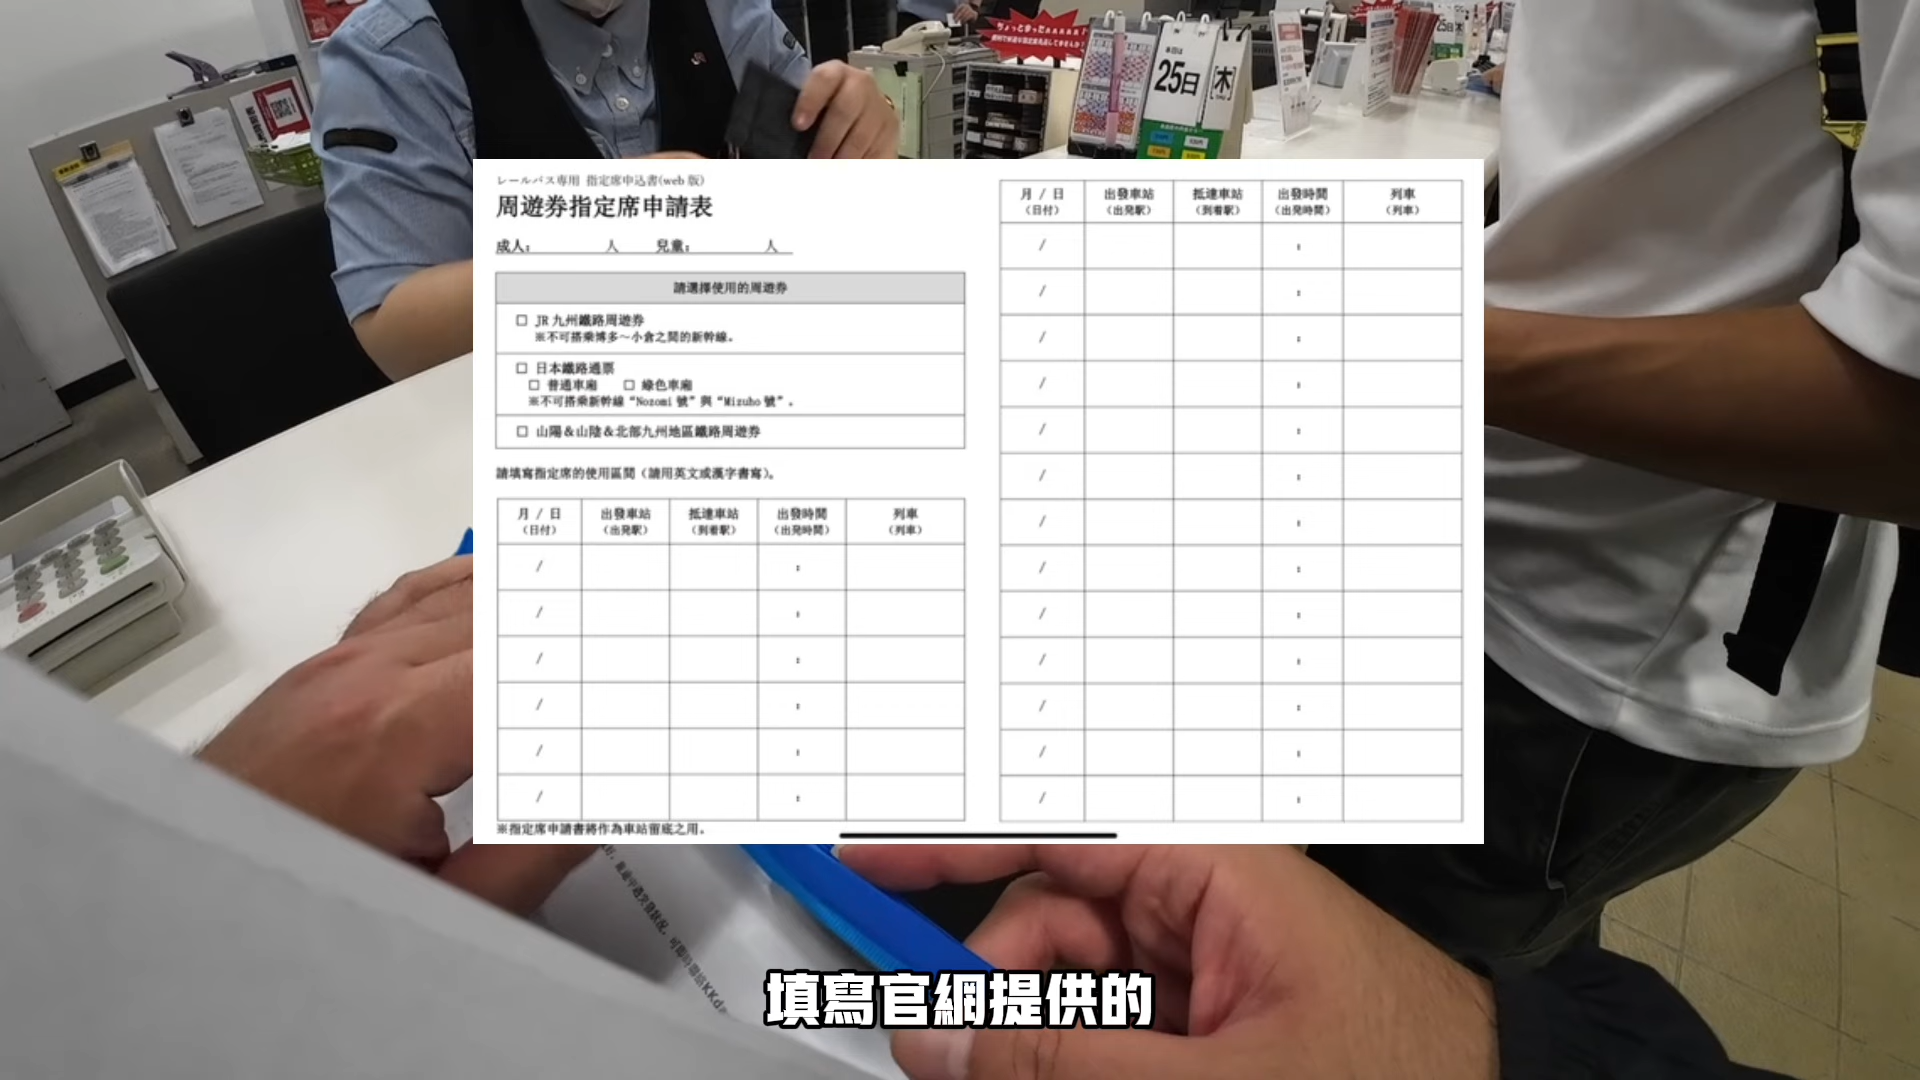 25日
[木]
レールパス専用 指定席申込書(web 版)
周遊券指定席申請表
成人: 人 兒童: 人
請選擇使用的周遊券
☐ JR 九州鐵路周遊券
※不可搭乘博多～小倉之間的新幹線。
☐ 日本鐵路通票
☐ 普通車廂 ☐ 綠色車廂
※不可搭乘新幹線“Nozomi 號”與“Mizuho 號”。
☐ 山陽&山陰&北部九州地區鐵路周遊券
請填寫指定席的使用區間（請用英文或漢字書寫）。
月 / 日 出發車站 抵達車站 出發時間 列車
（日付） （出発駅） （到着駅） （出発時間） （列車）
/ :
/ :
/ :
/ :
/ :
/ :
※指定席申請書將作為車站留底之用。
月 / 日 出發車站 抵達車站 出發時間 列車
（日付） （出発駅） （到着駅） （出発時間） （列車）
/ :
/ :
/ :
/ :
/ :
/ :
/ :
/ :
/ :
/ :
/ :
/ :
/ :
填寫官網提供的